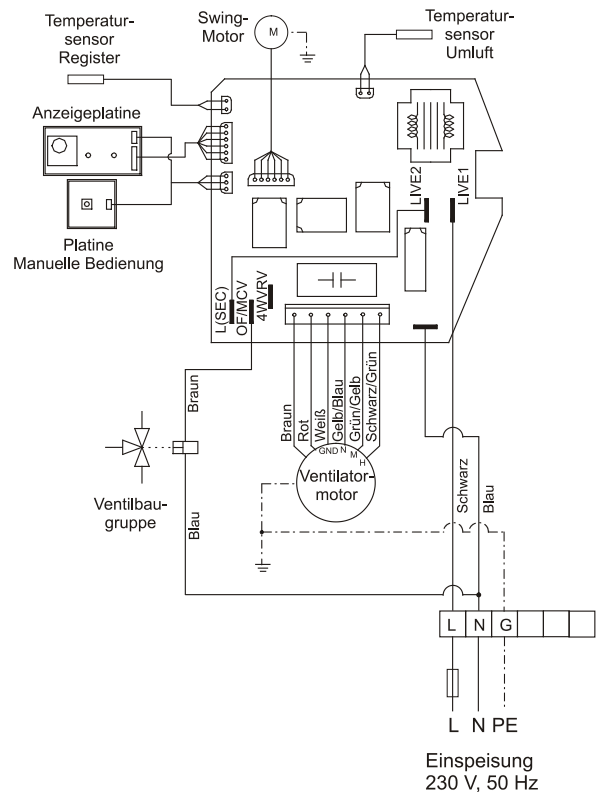 Temperatur-
sensor
Register
Swing-
Motor
M
Temperatur-
sensor
Umluft
Anzeigeplatine
Platine
Manuelle Bedienung
LIVE2
LIVE1
L(SEC)
OF/MCV
4WVRV
Braun
Rot
Weiß
Gelb/Blau
Grün/Gelb
Schwarz/Grün
GND
N
M
H
Ventilator-
motor
Braun
Blau
Ventilbau-
gruppe
Schwarz
Blau
L N G
L N PE
Einspeisung
230 V, 50 Hz